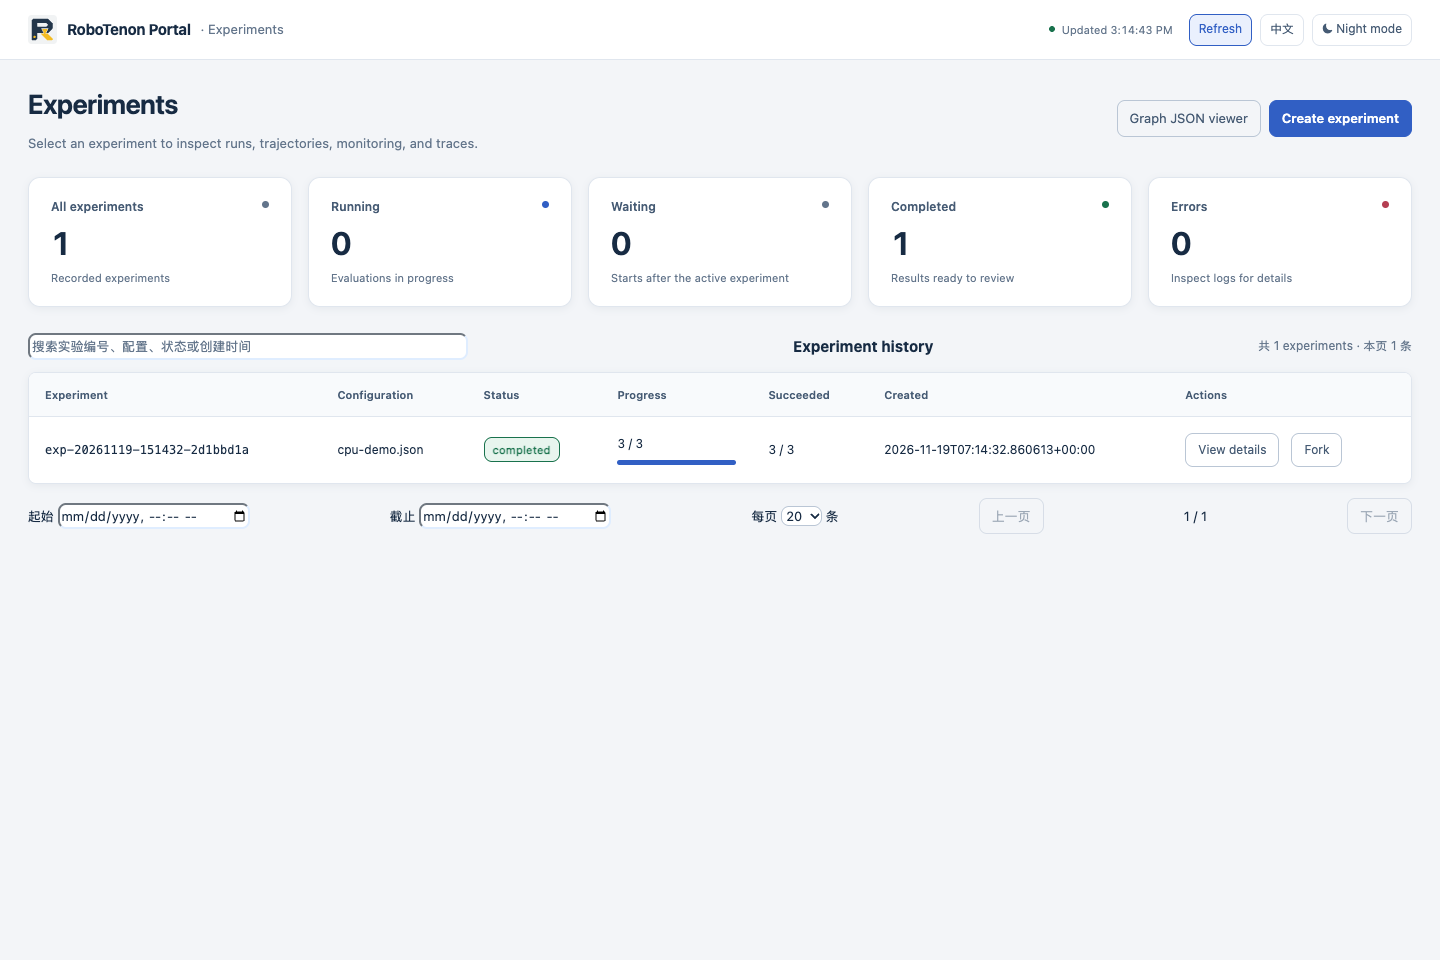 RoboTenon Portal · Experiments
Updated 3:14:43 PM
Refresh
中文
Night mode
Experiments
Select an experiment to inspect runs, trajectories, monitoring, and traces.
Graph JSON viewer
Create experiment
All experiments
1
Recorded experiments
Running
0
Evaluations in progress
Waiting
0
Starts after the active experiment
Completed
1
Results ready to review
Errors
0
Inspect logs for details
搜索实验编号、配置、状态或创建时间
Experiment history
共 1 experiments · 本页 1 条
Experiment Configuration Status Progress Succeeded Created Actions
exp-20261119-151432-2d1bbd1a cpu-demo.json completed 3 / 3 3 / 3 2026-11-19T07:14:32.860613+00:00 View details Fork
起始 mm/dd/yyyy, --:-- -- 截止 mm/dd/yyyy, --:-- -- 每页 20 条 上一页 1 / 1 下一页